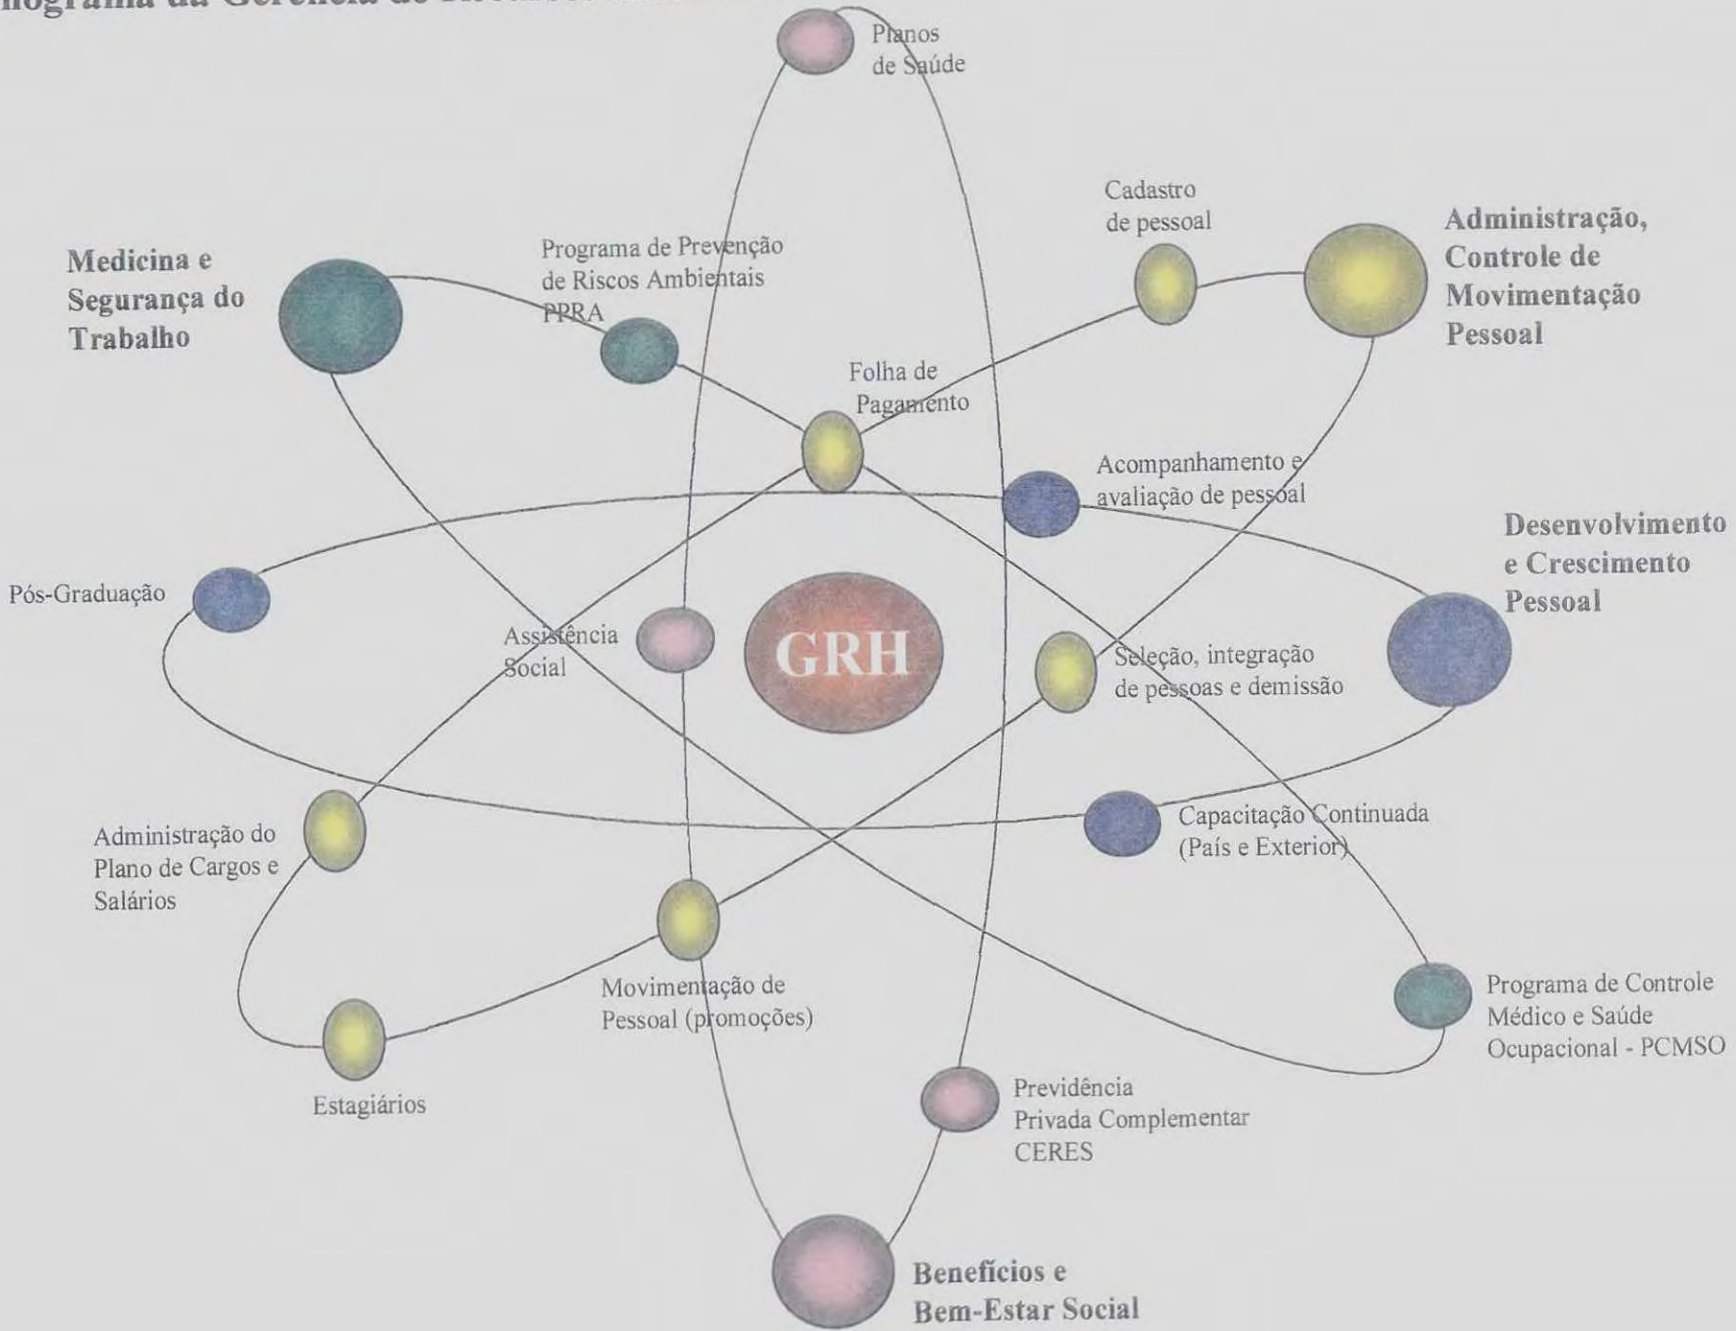 da Gerência de
Planos
de Saúde
Cadastro
de pessoal
Administração,
Controle de
Movimentação
Pessoal
Medicina e
Segurança do
Trabalho
Programa de Prevenção
de Riscos Ambientais
PPRA
Folha de
Pagamento
Acompanhamento e
avaliação de pessoal
Desenvolvimento
e Crescimento
Pessoal
Pós-Graduação
Assistência
Social
GRH
Seleção, integração
de pessoas e demissão
Administração do
Plano de Cargos e
Salários
Capacitação Continuada
(País e Exterior)
Movimentação de
Pessoal (promoções)
Programa de Controle
Médico e Saúde
Ocupacional - PCMSO
Estagiários
Previdência
Privada Complementar
CERES
Benefícios e
Bem-Estar Social